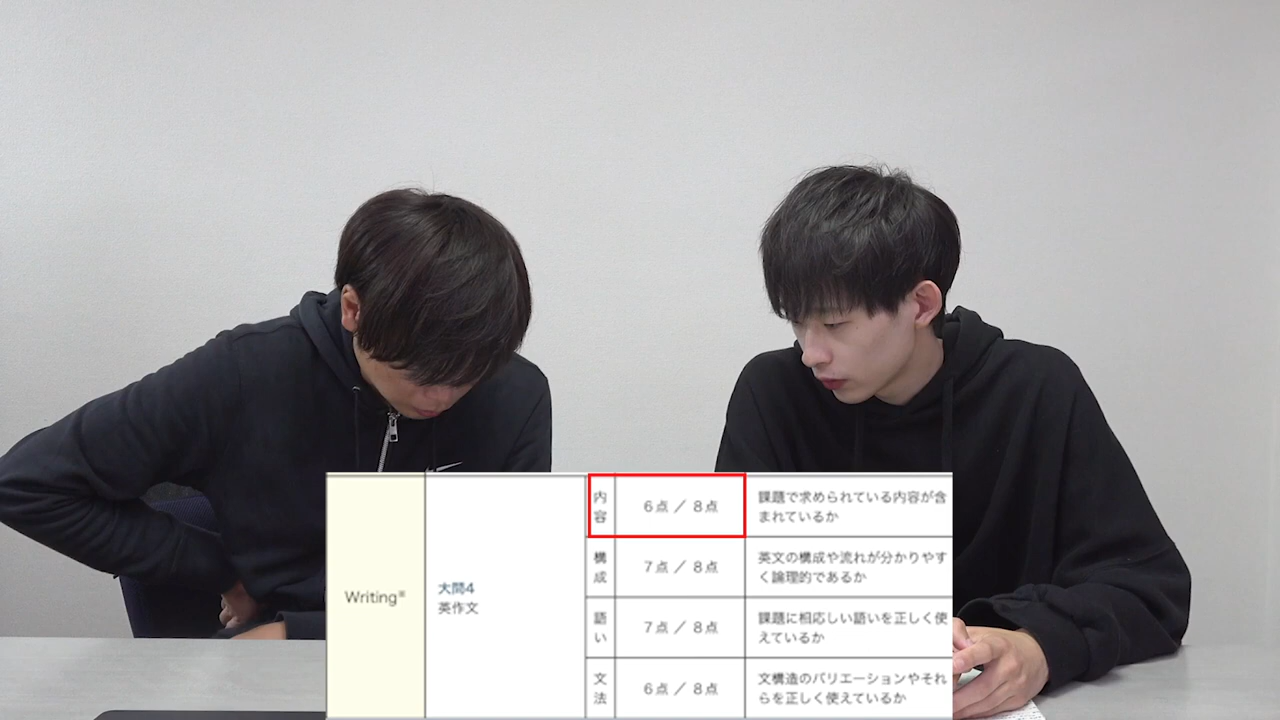 内容
6点 / 8点
課題で求められている内容が含
まれているか
構成
7点 / 8点
英文の構成や流れが分かりやす
く論理的であるか
Writing※
大問4
英作文
語い
7点 / 8点
課題に相応しい語いを正しく使
えているか
文法
6点 / 8点
文構造のバリエーションやそれ
らを正しく使えているか